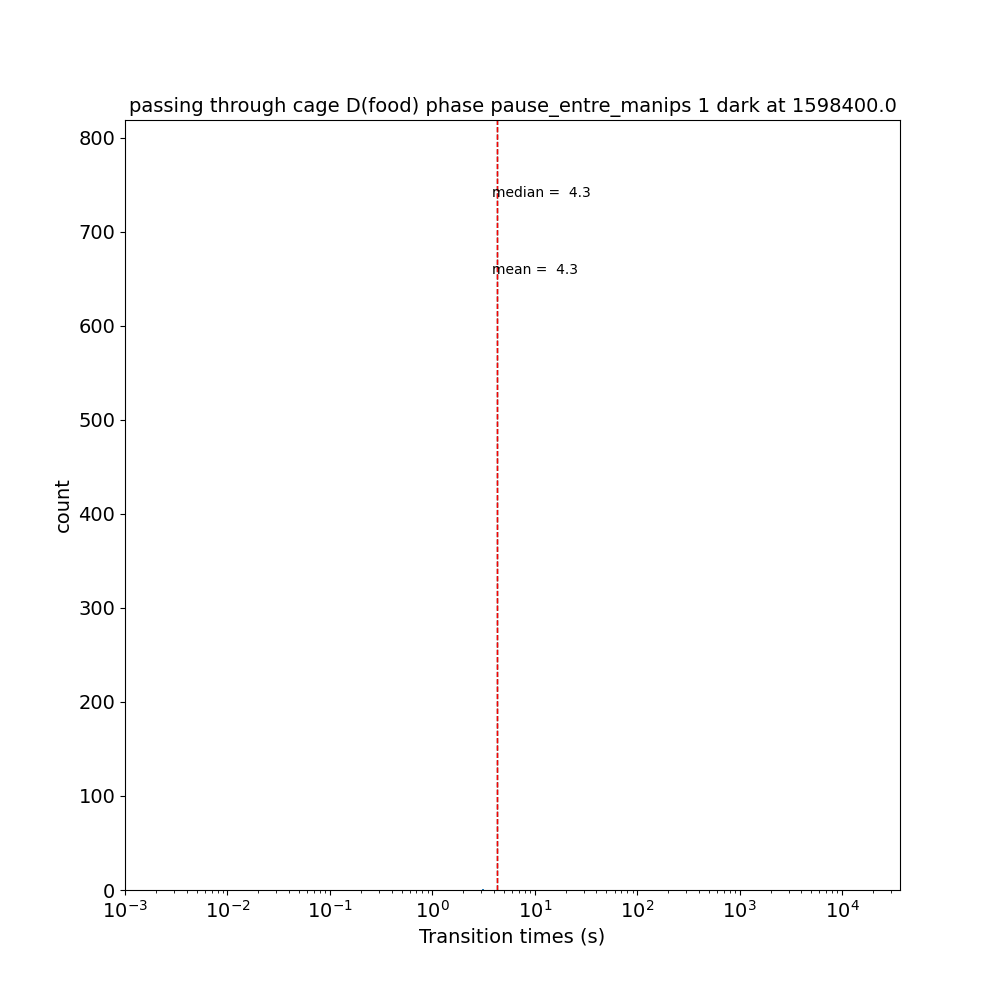 passing through cage D(food) phase pause_entre_manips 1 dark at 1598400.0
800
median =  4.3
700
mean =  4.3
600
500
count
400
300
200
100
0
10⁻³ 10⁻² 10⁻¹ 10⁰ 10¹ 10² 10³ 10⁴
Transition times (s)